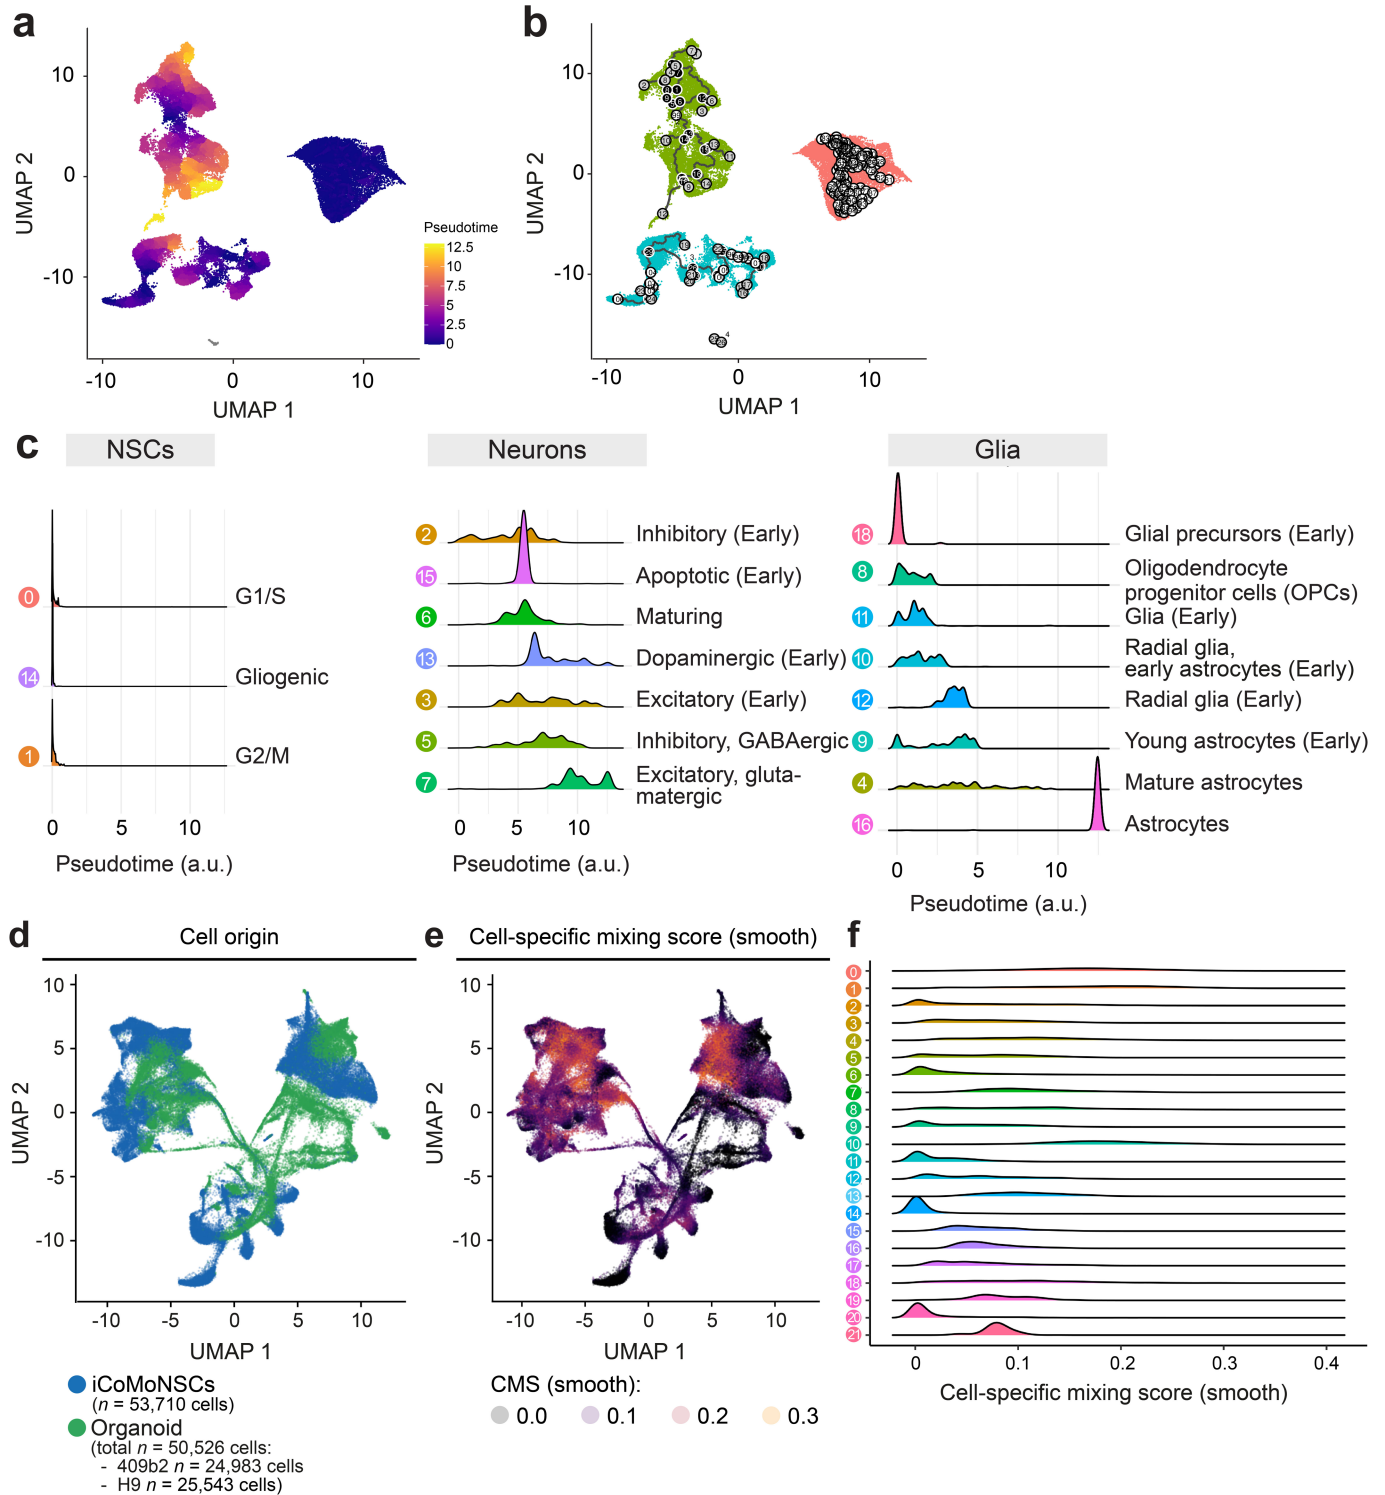 a
10
0
-10
UMAP 2
-10
0
10
UMAP 1
Pseudotime
12.5
10
7.5
5
2.5
0
b
10
0
-10
UMAP 2
4
-10
0
10
UMAP 1
c
NSCs
0
G1/S
14
Gliogenic
1
G2/M
0
5
10
Pseudotime (a.u.)
Neurons
2
Inhibitory (Early)
15
Apoptotic (Early)
6
Maturing
13
Dopaminergic (Early)
3
Excitatory (Early)
5
Inhibitory, GABAergic
7
Excitatory, gluta-
matergic
0
5
10
Pseudotime (a.u.)
Glia
18
Glial precursors (Early)
8
Oligodendrocyte
progenitor cells (OPCs)
11
Glia (Early)
10
Radial glia,
early astrocytes (Early)
12
Radial glia (Early)
9
Young astrocytes (Early)
4
Mature astrocytes
16
Astrocytes
0
5
10
Pseudotime (a.u.)
d
Cell origin
10
5
0
-5
-10
UMAP 2
-10
-5
0
5
10
UMAP 1
iCoMoNSCs
(n = 53,710 cells)
Organoid
(total n = 50,526 cells:
- 409b2 n = 24,983 cells
- H9 n = 25,543 cells)
e
Cell-specific mixing score (smooth)
10
5
0
-5
-10
UMAP 2
-10
-5
0
5
10
UMAP 1
CMS (smooth):
0.0
0.1
0.2
0.3
f
0
1
2
3
4
5
6
7
8
9
10
11
12
13
14
15
16
17
18
19
20
21
0
0.1
0.2
0.3
0.4
Cell-specific mixing score (smooth)